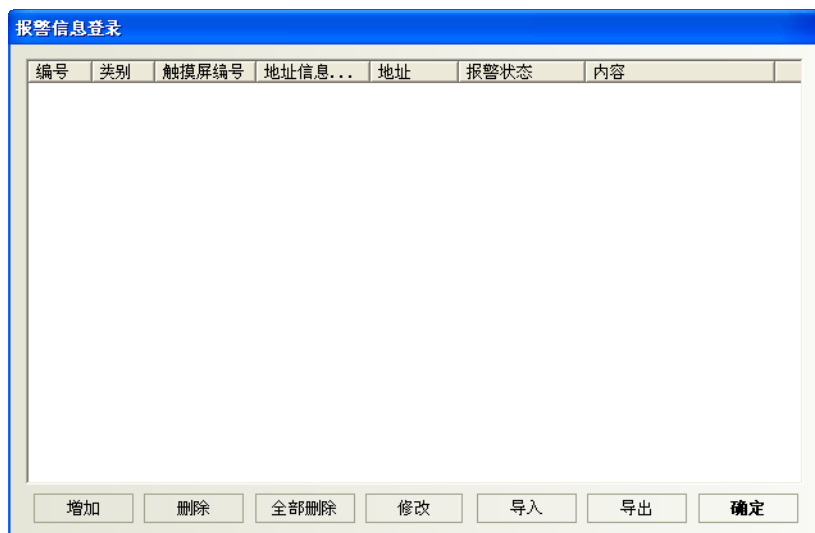 报警信息登录
编号 类别 触摸屏编号 地址信息... 地址 报警状态 内容
增加 删除 全部删除 修改 导入 导出 确定